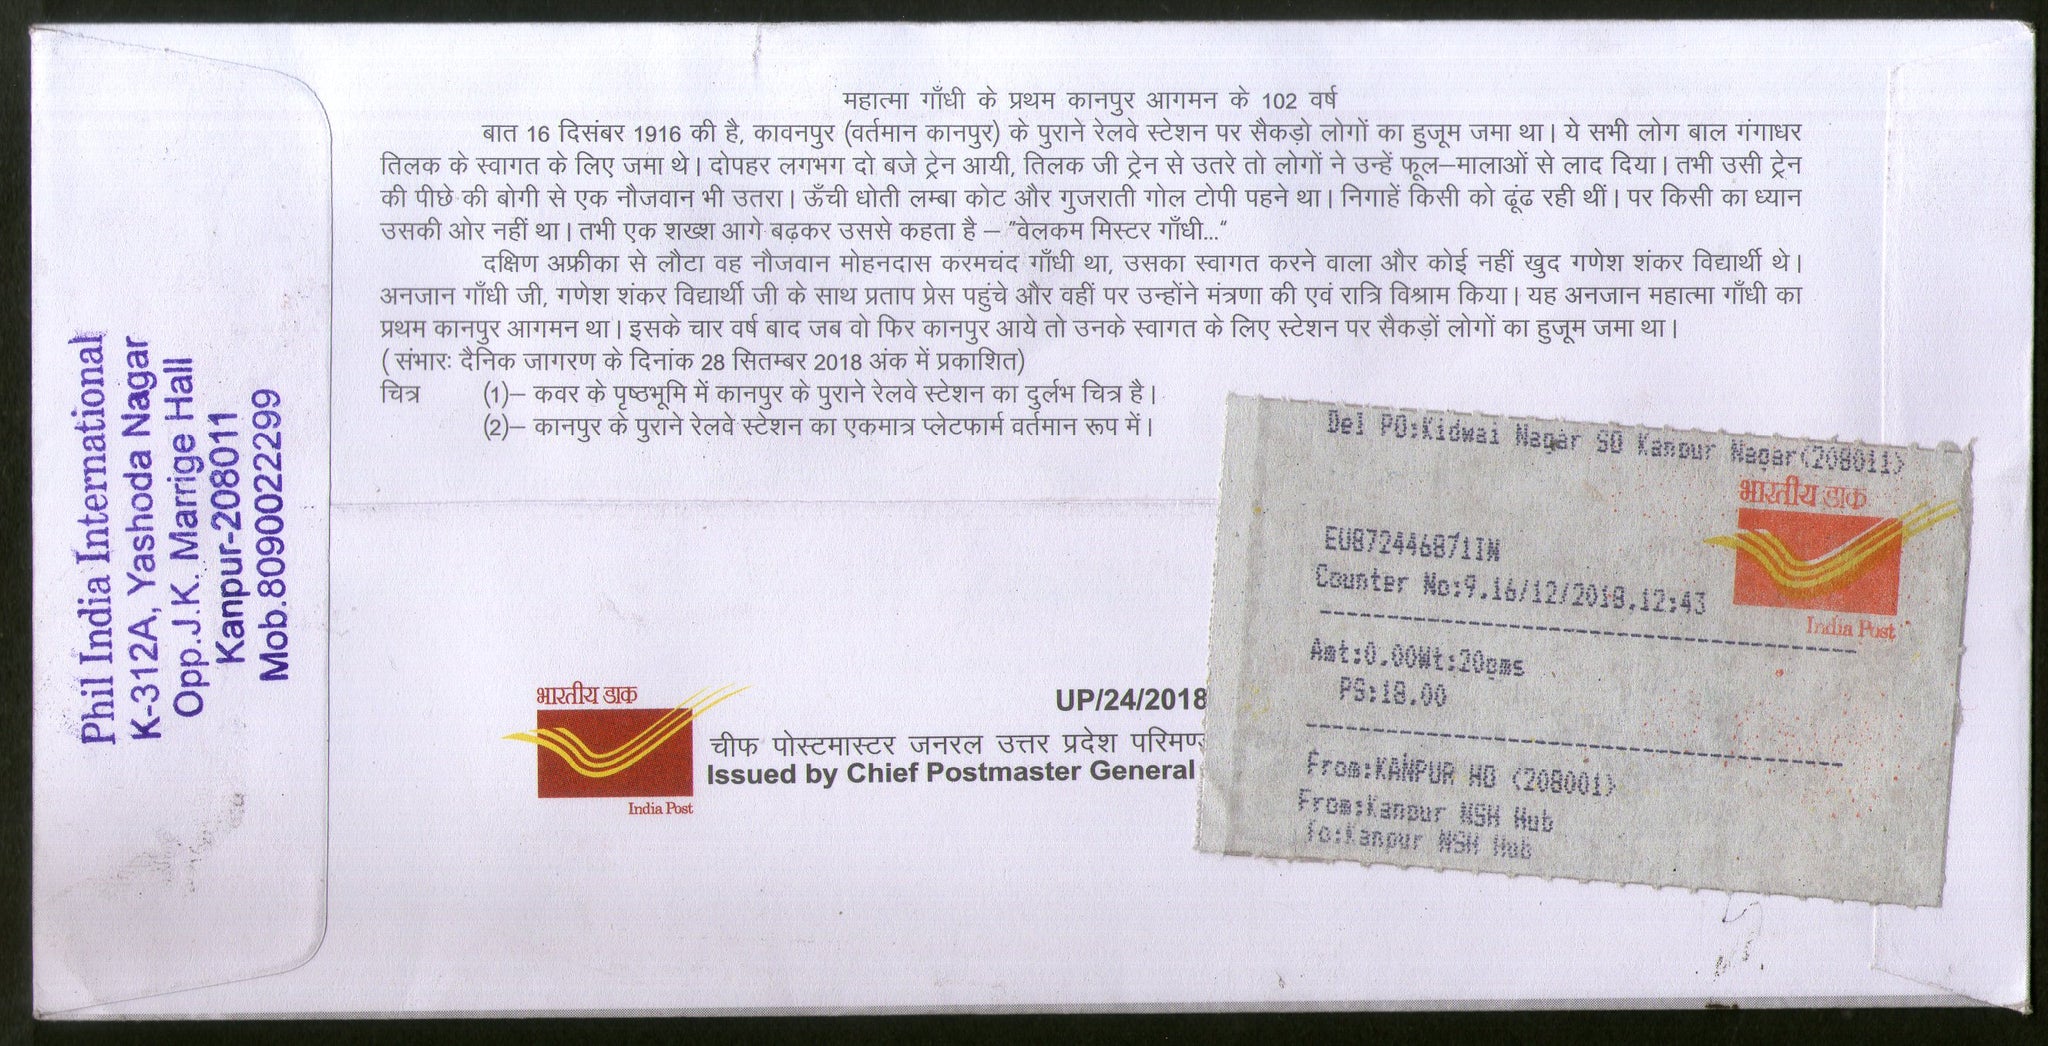 महात्मा गाँधी के प्रथम कानपुर आगमन के 102 वर्ष
बात 16 दिसंबर 1916 की है, कावनपुर (वर्तमान कानपुर) के पुराने रेलवे स्टेशन पर सैकड़ो लोगों का हुजूम जमा था। ये सभी लोग बाल गंगाधर
तिलक के स्वागत के लिए जमा थे। दोपहर लगभग दो बजे ट्रेन आयी, तिलक जी ट्रेन से उतरे तो लोगों ने उन्हें फूल–मालाओं से लाद दिया। तभी उसी ट्रेन
की पीछे की बोगी से एक नौजवान भी उतरा। ऊँची धोती लम्बा कोट और गुजराती गोल टोपी पहने था। निगाहें किसी को ढूंढ रही थीं। पर किसी का ध्यान
उसकी ओर नहीं था। तभी एक शख्श आगे बढ़कर उससे कहता है – "वेलकम मिस्टर गाँधी..."
दक्षिण अफ्रीका से लौटा वह नौजवान मोहनदास करमचंद गाँधी था, उसका स्वागत करने वाला और कोई नहीं खुद गणेश शंकर विद्यार्थी थे।
अनजान गाँधी जी, गणेश शंकर विद्यार्थी जी के साथ प्रताप प्रेस पहुंचे और वहीं पर उन्होंने मंत्रणा की एवं रात्रि विश्राम किया। यह अनजान महात्मा गाँधी का
प्रथम कानपुर आगमन था। इसके चार वर्ष बाद जब वो फिर कानपुर आये तो उनके स्वागत के लिए स्टेशन पर सैकड़ों लोगों का हुजूम जमा था।
(संभारः दैनिक जागरण के दिनांक 28 सितम्बर 2018 अंक में प्रकाशित)
चित्र (1)– कवर के पृष्ठभूमि में कानपुर के पुराने रेलवे स्टेशन का दुर्लभ चित्र है।
(2)– कानपुर के पुराने रेलवे स्टेशन का एकमात्र प्लेटफार्म वर्तमान रूप में।
Phil India International
K-312A, Yashoda Nagar
Opp.J.K. Marrige Hall
Kanpur-208011
Mob.8090022299
भारतीय डाक
India Post
UP/24/2018
चीफ पोस्टमास्टर जनरल उत्तर प्रदेश
Issued by Chief Postmaster General
Del PO:Kidwai Nagar SO Kanpur Nagar(208011)
भारतीय डाक
India Post
EU872446871IN
Counter No:9,16/12/2018,12:43
Amt:0.00Wt:20gms
PS:18.00
From:KANPUR HO (208001)
From:Kanpur NSH Hub
To:Kanpur NSH Hub